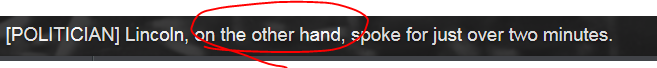 [POLITICIAN] Lincoln, on the other hand, spoke for just over two minutes.